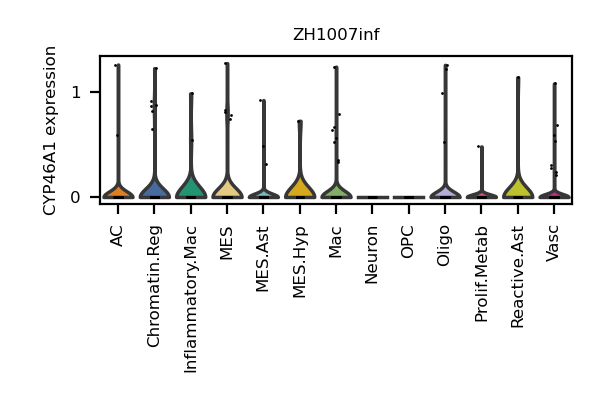 ZH1007inf
CYP46A1 expression
1
0
AC
Chromatin.Reg
Inflammatory.Mac
MES
MES.Ast
MES.Hyp
Mac
Neuron
OPC
Oligo
Prolif.Metab
Reactive.Ast
Vasc